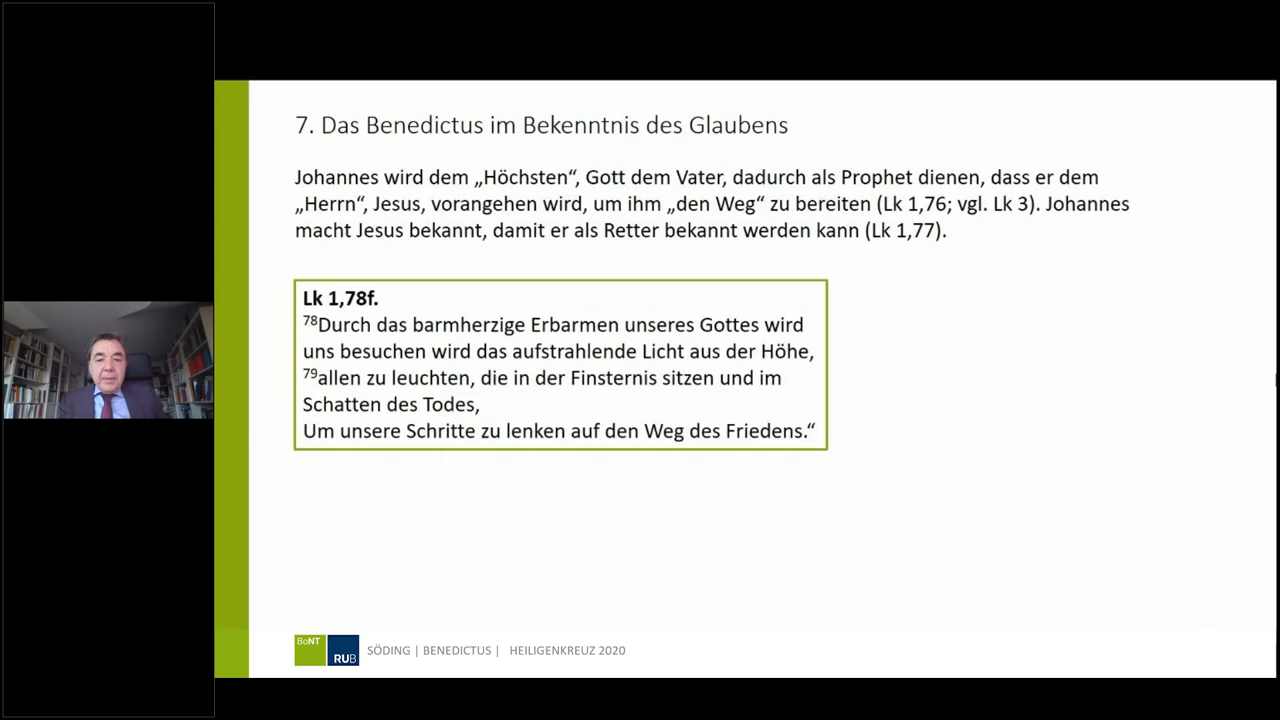 7. Das Benedictus im Bekenntnis des Glaubens
Johannes wird dem „Höchsten“, Gott dem Vater, dadurch als Prophet dienen, dass er dem
„Herrn“, Jesus, vorangehen wird, um ihm „den Weg“ zu bereiten (Lk 1,76; vgl. Lk 3). Johannes
macht Jesus bekannt, damit er als Retter bekannt werden kann (Lk 1,77).
Lk 1,78f.
78Durch das barmherzige Erbarmen unseres Gottes wird
uns besuchen wird das aufstrahlende Licht aus der Höhe,
79allen zu leuchten, die in der Finsternis sitzen und im
Schatten des Todes,
Um unsere Schritte zu lenken auf den Weg des Friedens.“
BoNT
RUB
SÖDING | BENEDICTUS | HEILIGENKREUZ 2020